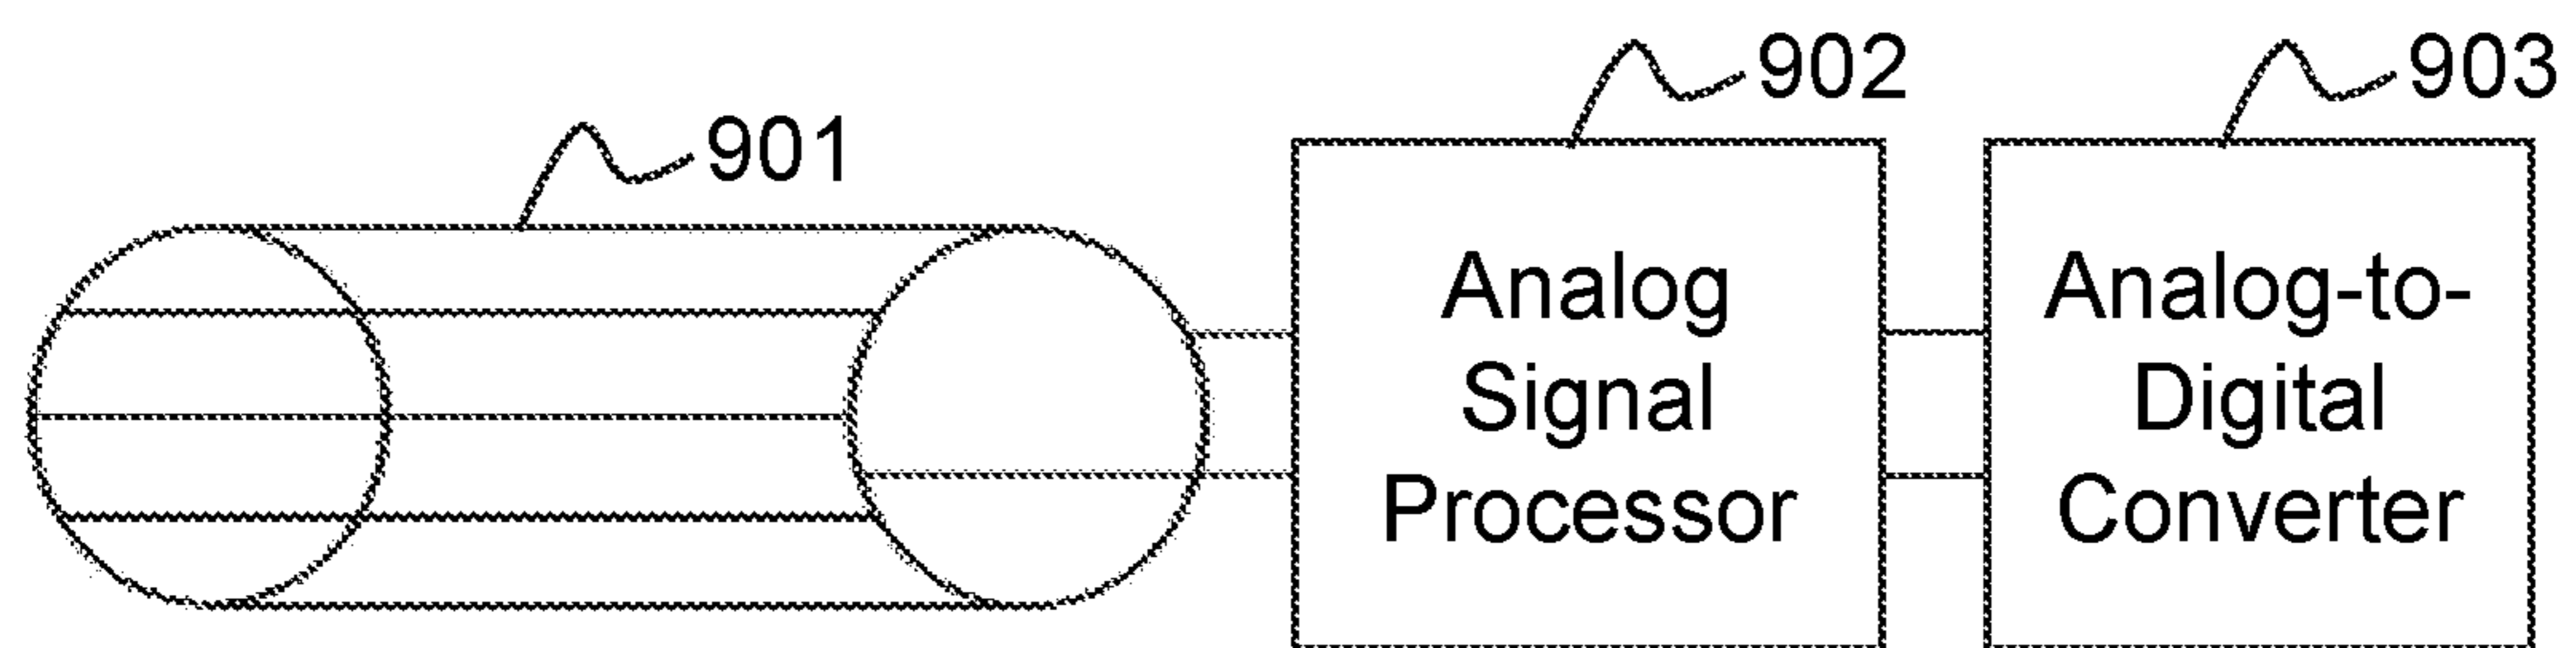 901
902
903
Analog
Signal
Processor
Analog-to-
Digital
Converter